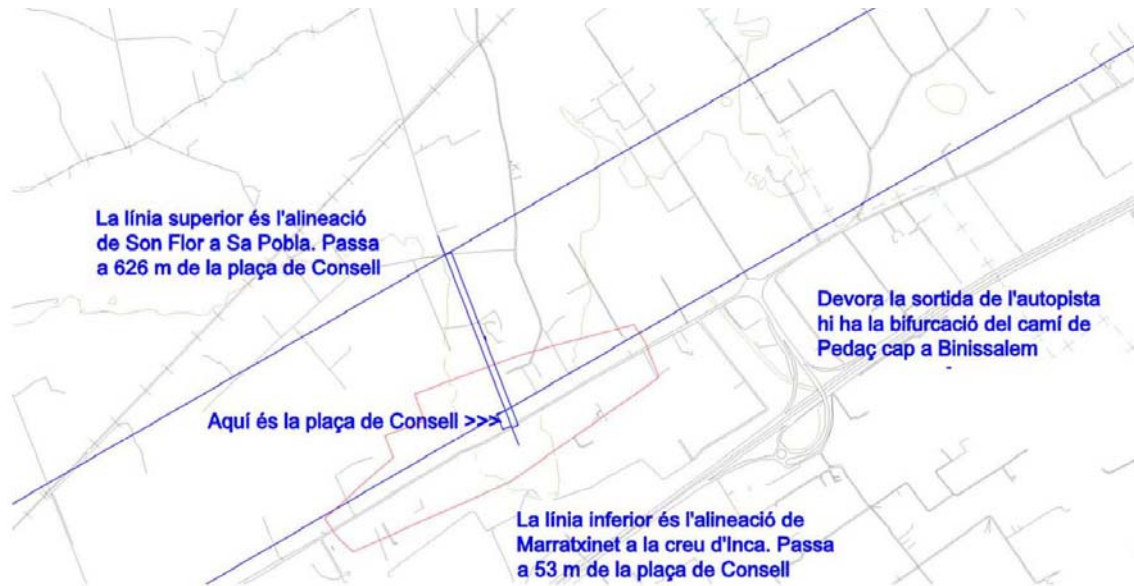 La línia superior és l'alineació
de Son Flor a Sa Pobla. Passa
a 626 m de la plaça de Consell
150
Devora la sortida de l'autopista
hi ha la bifurcació del camí de
Pedaç cap a Binissalem
Aquí és la plaça de Consell >>>
La línia inferior és l'alineació de
Marratxinet a la creu d'Inca. Passa
a 53 m de la plaça de Consell